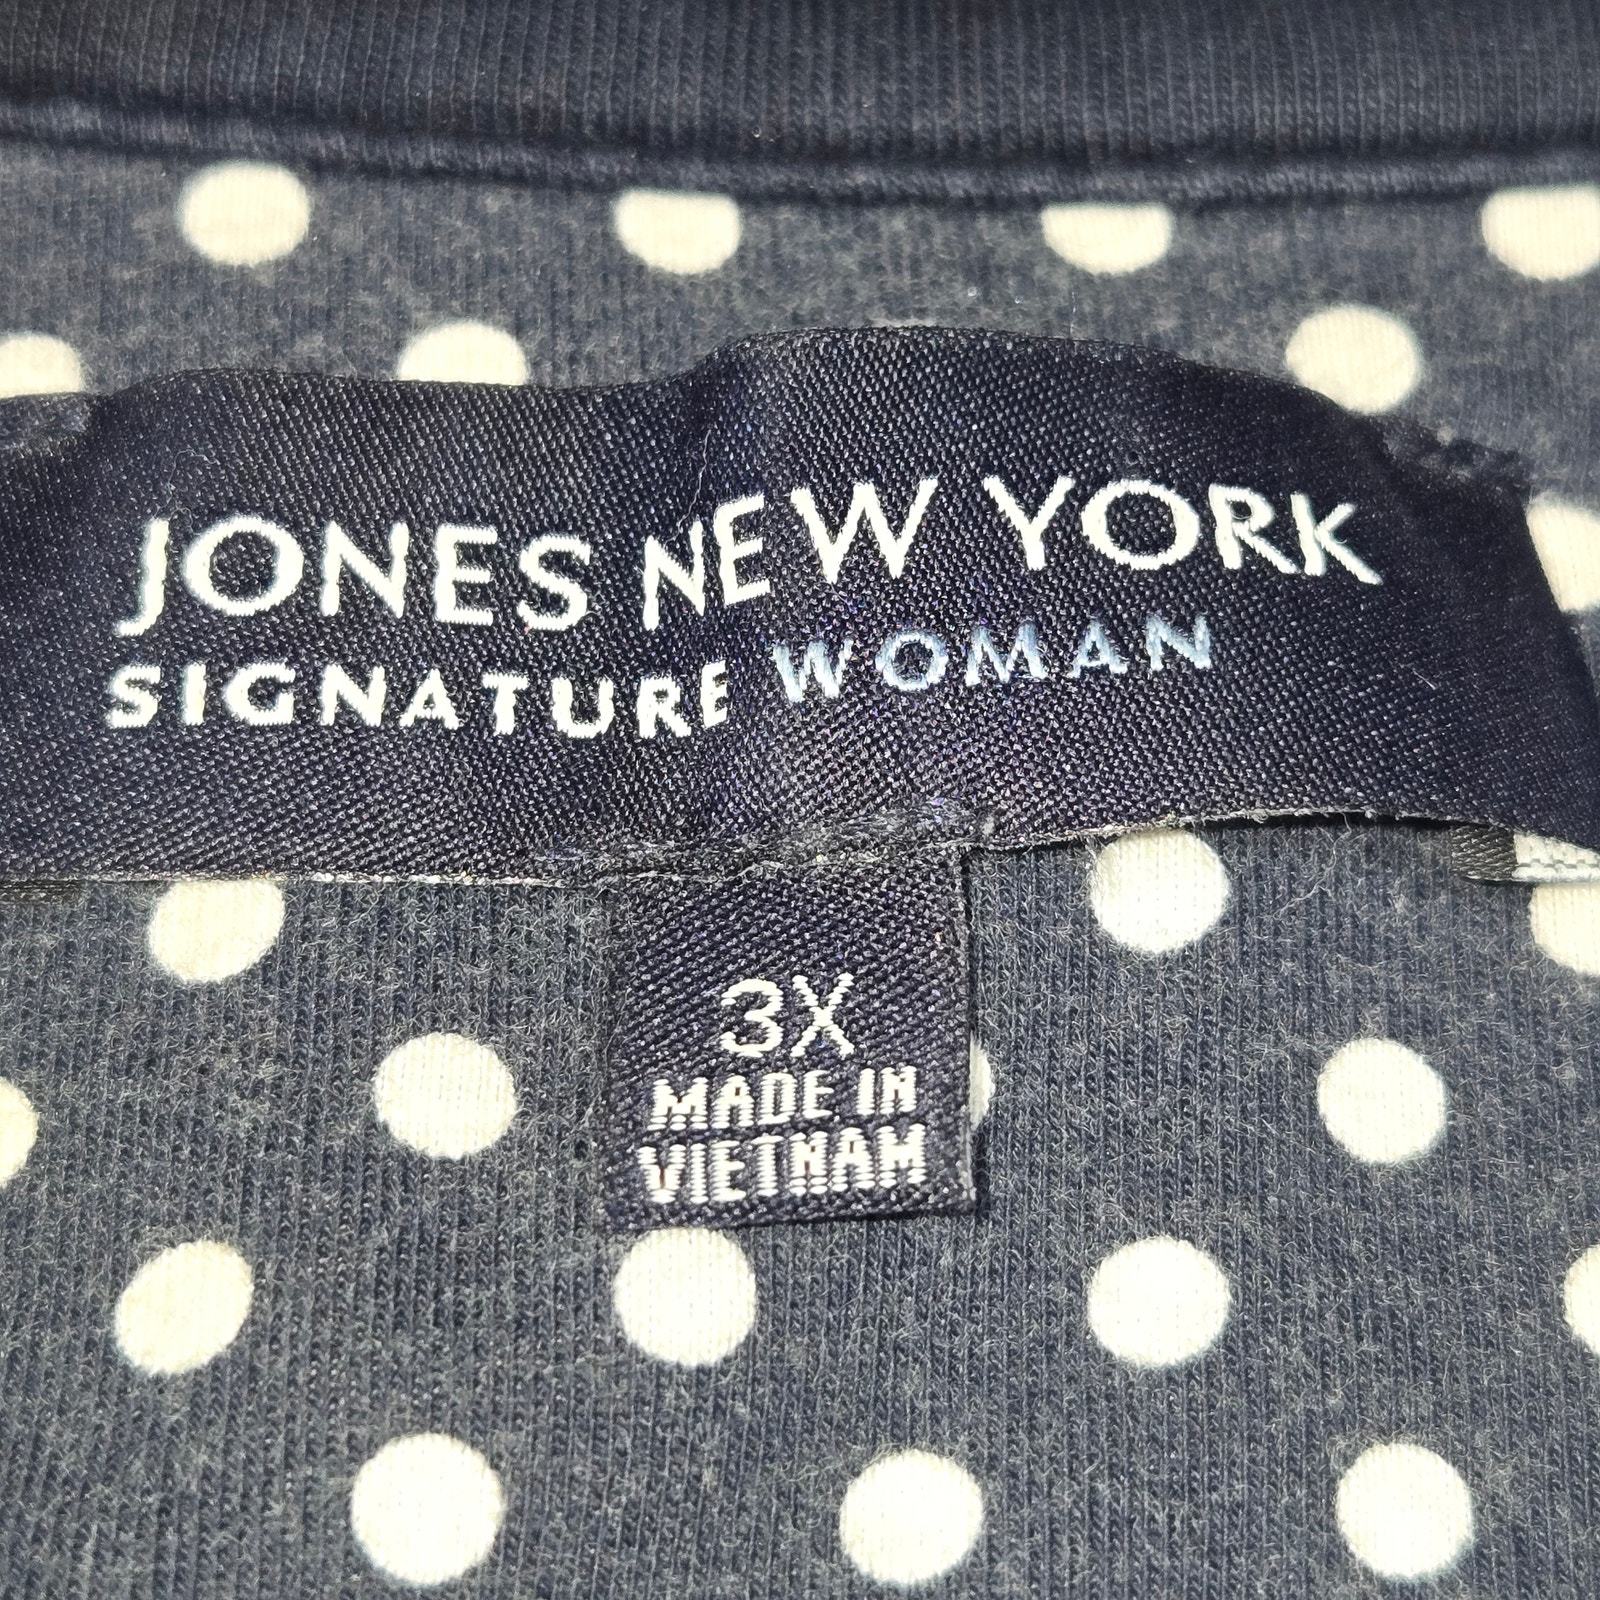 JONES NEW YORK
SIGNATURE WOMAN
3X
MADE IN
VIETNAM